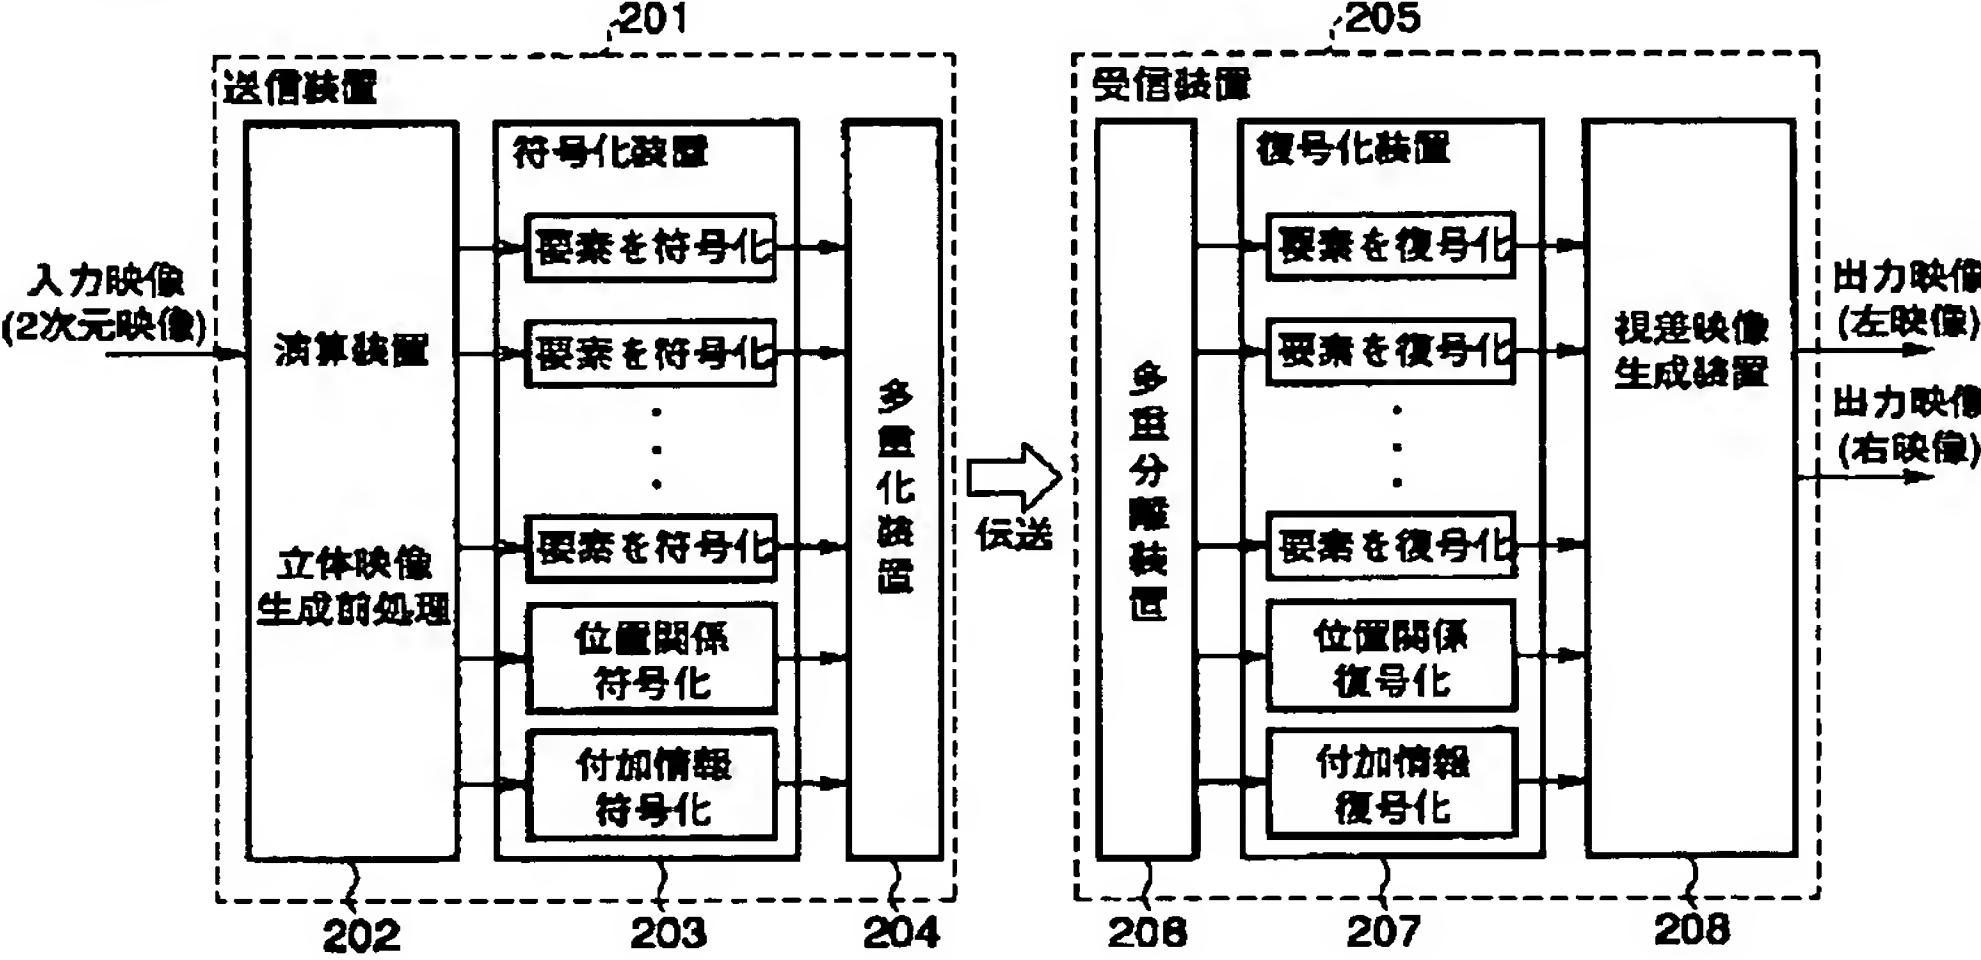 201
送信装置
入力映像
(2次元映像)
演算装置
立体映像
生成前処理
202
符号化装置
要素を符号化
要素を符号化
要素を符号化
位置関係
符号化
付加情報
符号化
203
多重化装置
204
伝送
205
受信装置
多重分離装置
206
復号化装置
要素を復号化
要素を復号化
要素を復号化
位置関係
復号化
付加情報
復号化
207
視差映像
生成装置
208
出力映像
(左映像)
出力映像
(右映像)